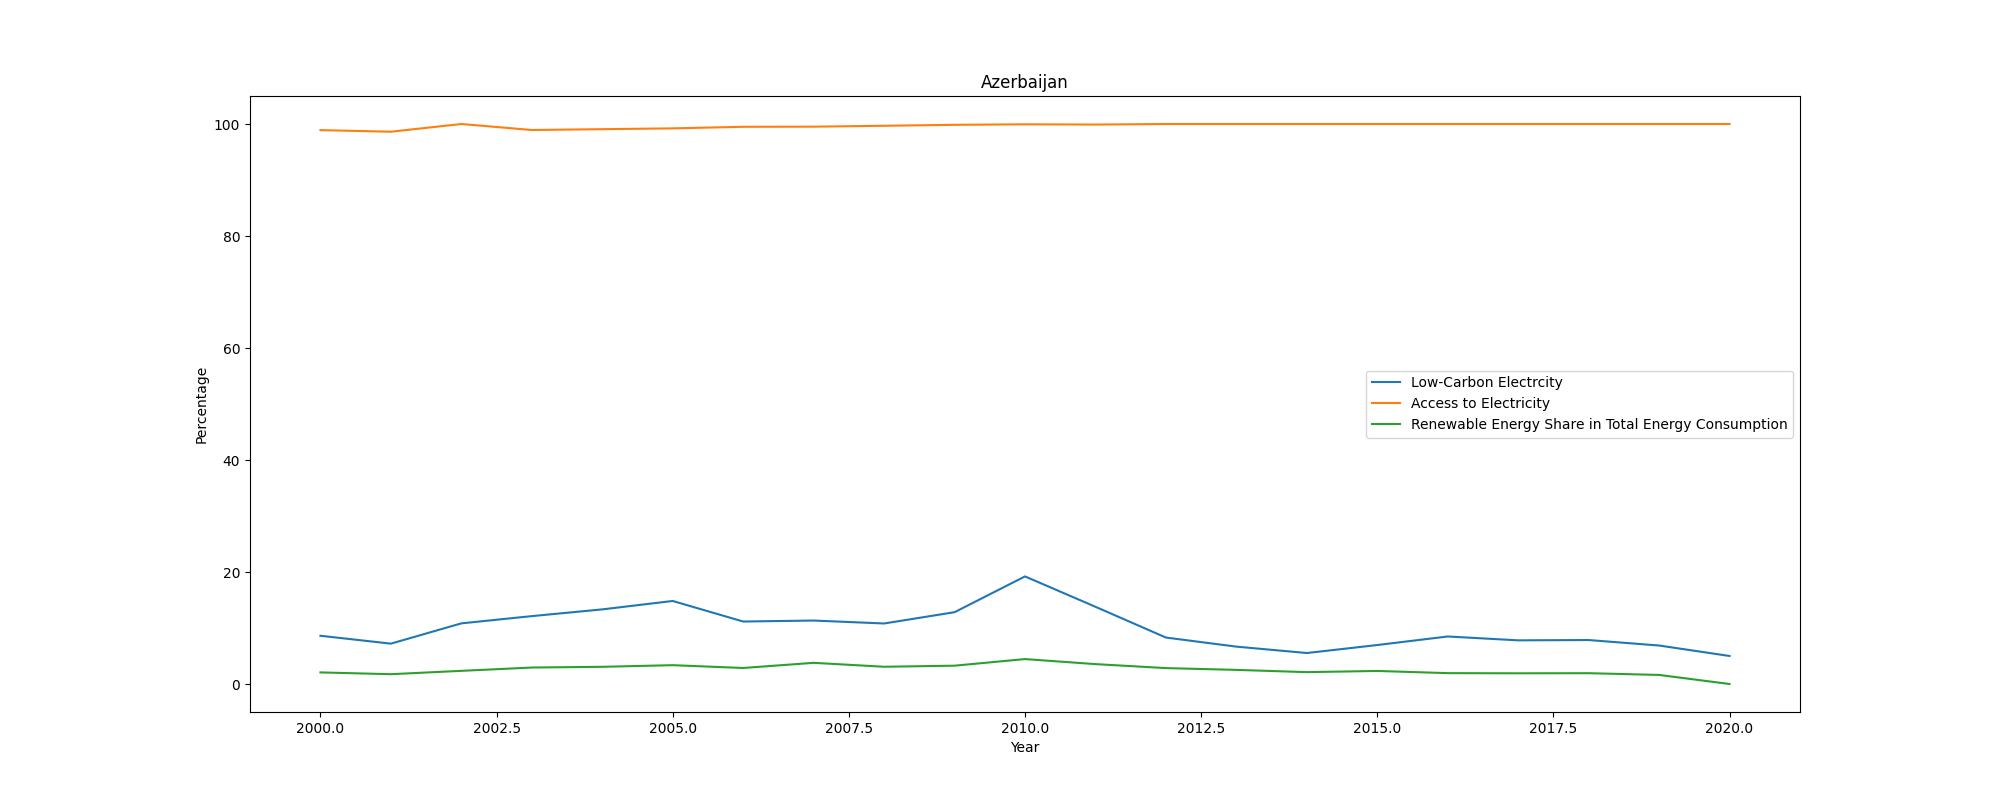 Azerbaijan
100
80
60
40
20
0
Percentage
Low-Carbon Electrcity
Access to Electricity
Renewable Energy Share in Total Energy Consumption
2000.0 2002.5 2005.0 2007.5 2010.0 2012.5 2015.0 2017.5 2020.0
Year